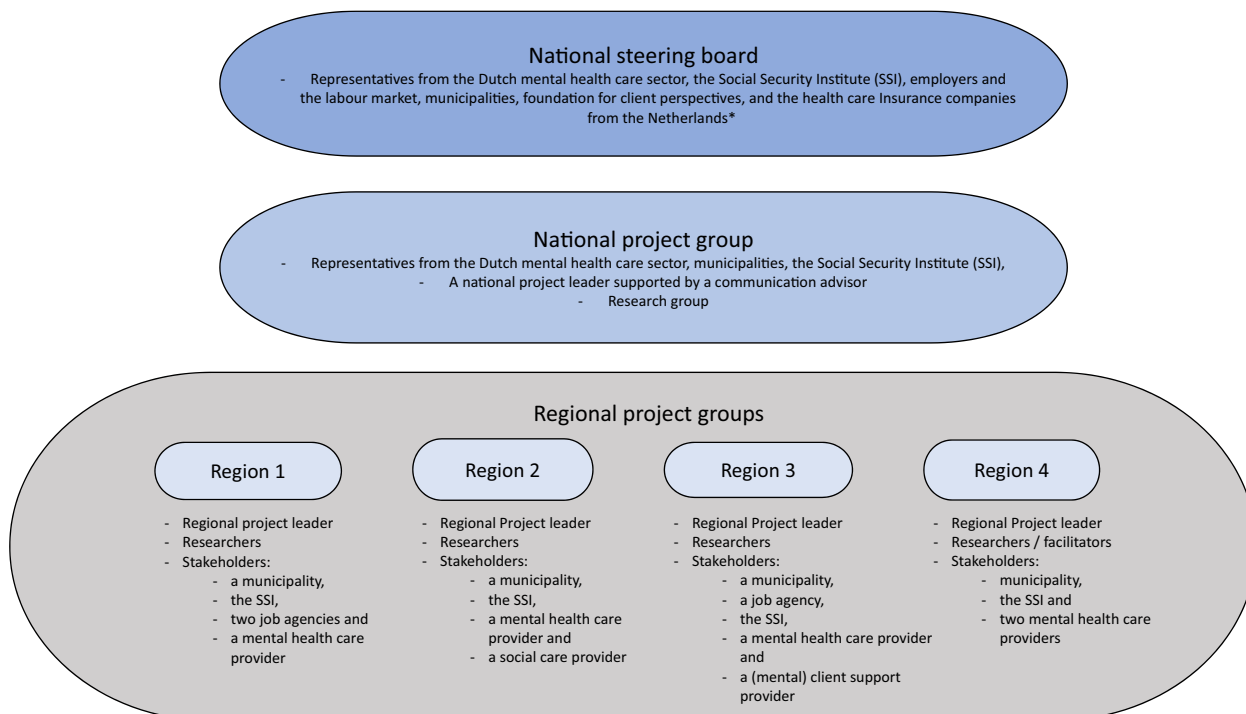 National steering board
- Representatives from the Dutch mental health care sector, the Social Security Institute (SSI), employers and
the labour market, municipalities, foundation for client perspectives, and the health care Insurance companies
from the Netherlands*
National project group
- Representatives from the Dutch mental health care sector, municipalities, the Social Security Institute (SSI),
- A national project leader supported by a communication advisor
- Research group
Regional project groups
Region 1
- Regional project leader
- Researchers
- Stakeholders:
- a municipality,
- the SSI,
- two job agencies and
- a mental health care
provider
Region 2
- Regional Project leader
- Researchers
- Stakeholders:
- a municipality,
- the SSI,
- a mental health care
provider and
- a social care provider
Region 3
- Regional Project leader
- Researchers
- Stakeholders:
- a municipality,
- a job agency,
- the SSI,
- a mental health care provider
and
- a (mental) client support
provider
Region 4
- Regional Project leader
- Researchers / facilitators
- Stakeholders:
- municipality,
- the SSI and
- two mental health care
providers